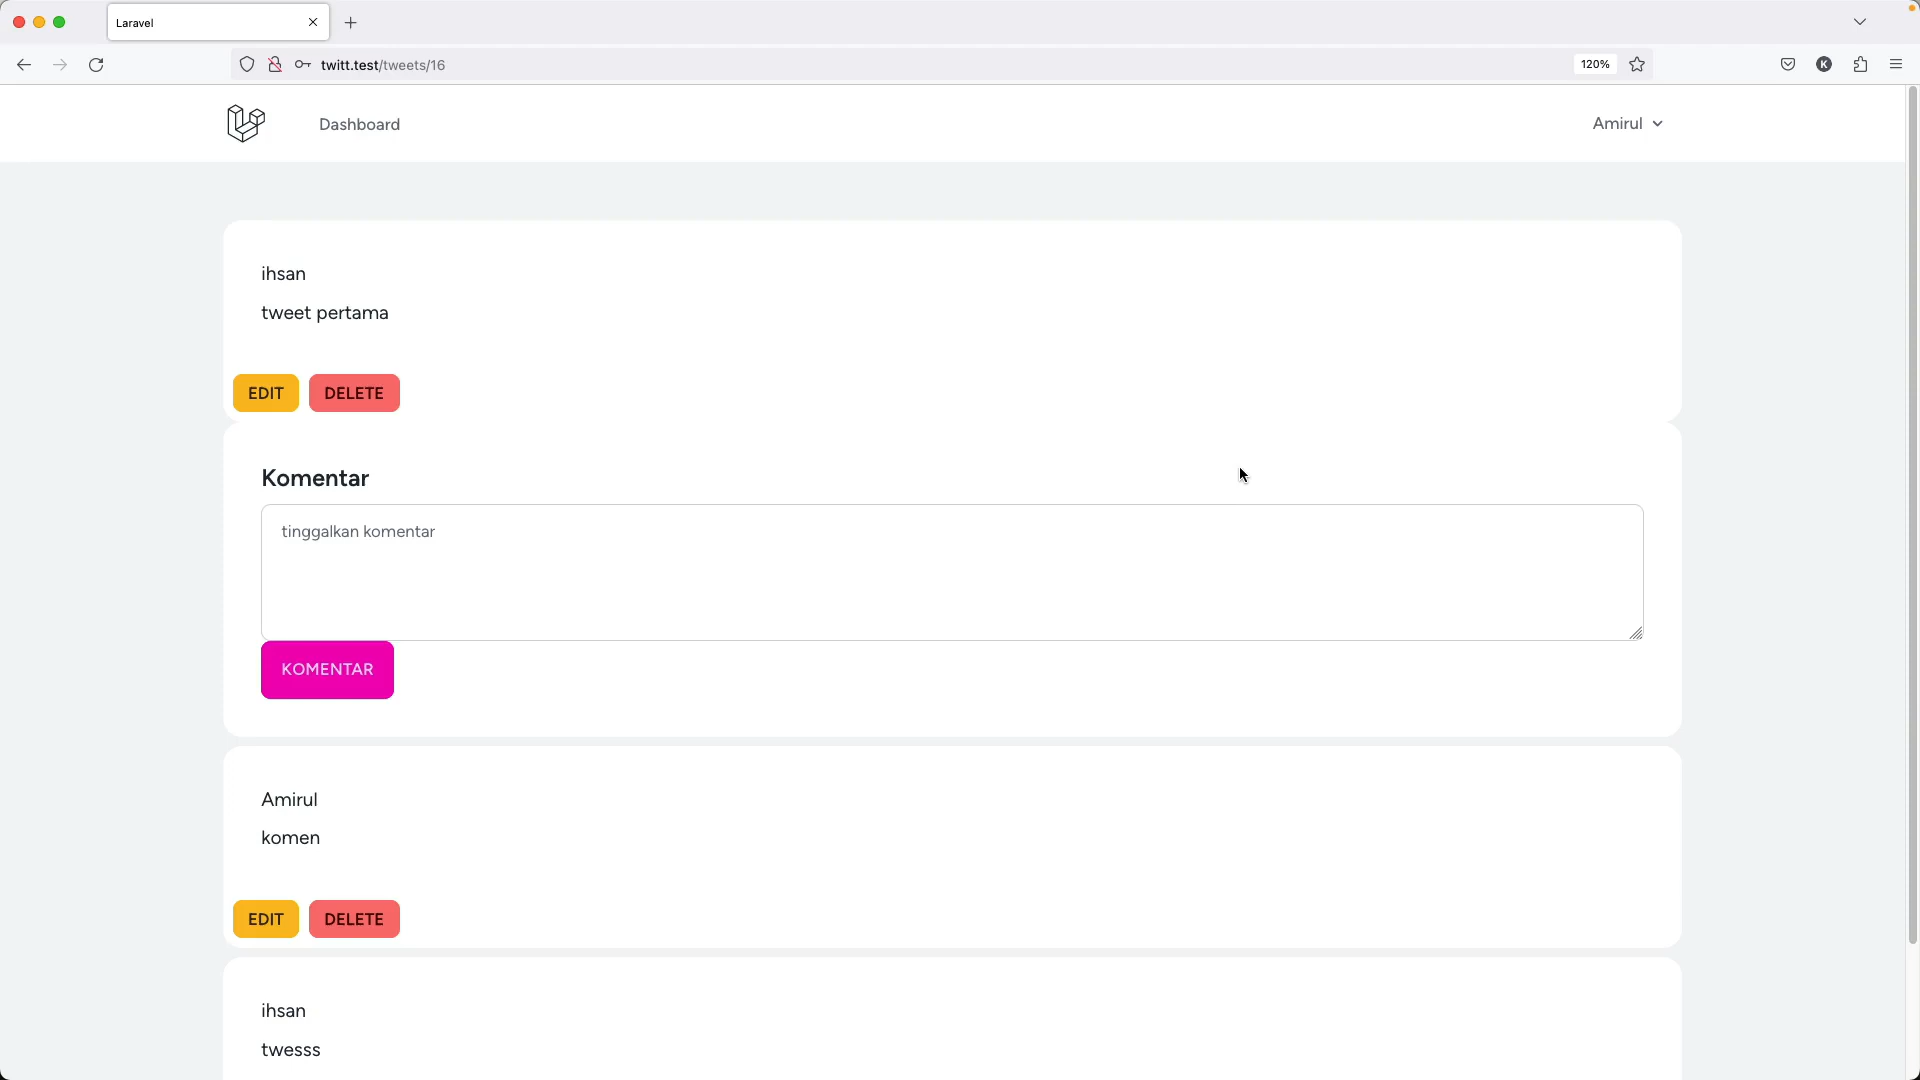 Laravel
twitt.test/tweets/16
120%
K
Dashboard
Amirul
ihsan
tweet pertama
EDIT DELETE
Komentar
tinggalkan komentar
KOMENTAR
Amirul
komen
EDIT DELETE
ihsan
twesss